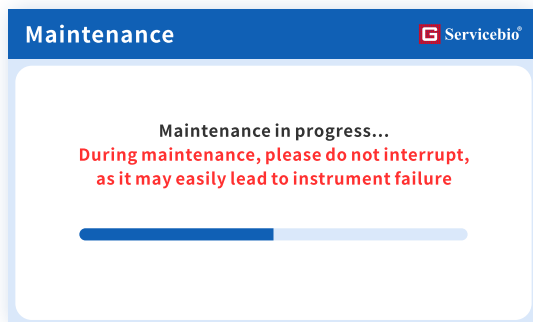 Maintenance
G Servicebio®
Maintenance in progress...
During maintenance, please do not interrupt,
as it may easily lead to instrument failure